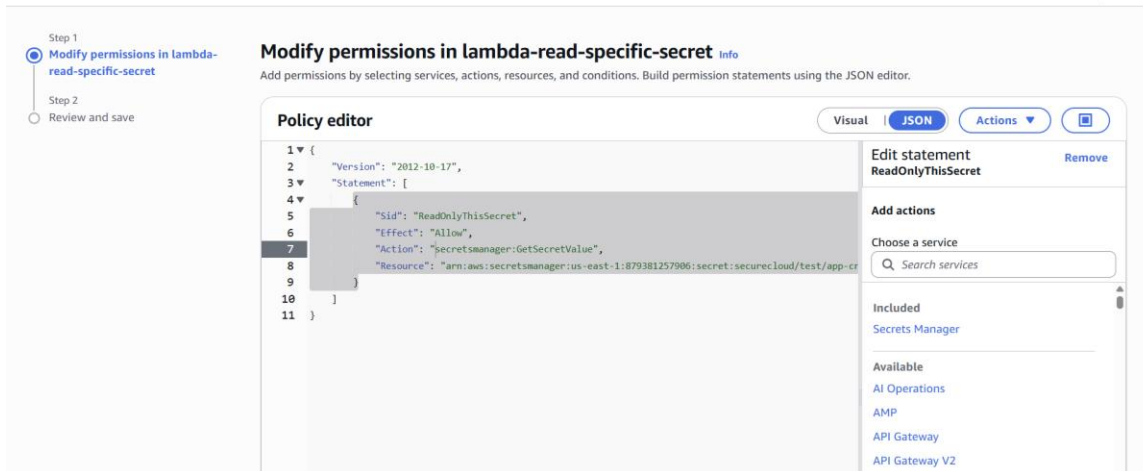 Step 1
Modify permissions in lambda-
read-specific-secret
Step 2
Review and save
Modify permissions in lambda-read-specific-secret Info
Add permissions by selecting services, actions, resources, and conditions. Build permission statements using the JSON editor.
Policy editor
Visual | JSON Actions
1 {
2 "Version": "2012-10-17",
3 "Statement": [
4 {
5 "Sid": "ReadOnlyThisSecret",
6 "Effect": "Allow",
7 "Action": "secretsmanager:GetSecretValue",
8 "Resource": "arn:aws:secretsmanager:us-east-1:879381257906:secret:securecloud/test/app-cr
9 }
10 ]
11 }
Edit statement Remove
ReadOnlyThisSecret
Add actions
Choose a service
Search services
Included
Secrets Manager
Available
AI Operations
AMP
API Gateway
API Gateway V2